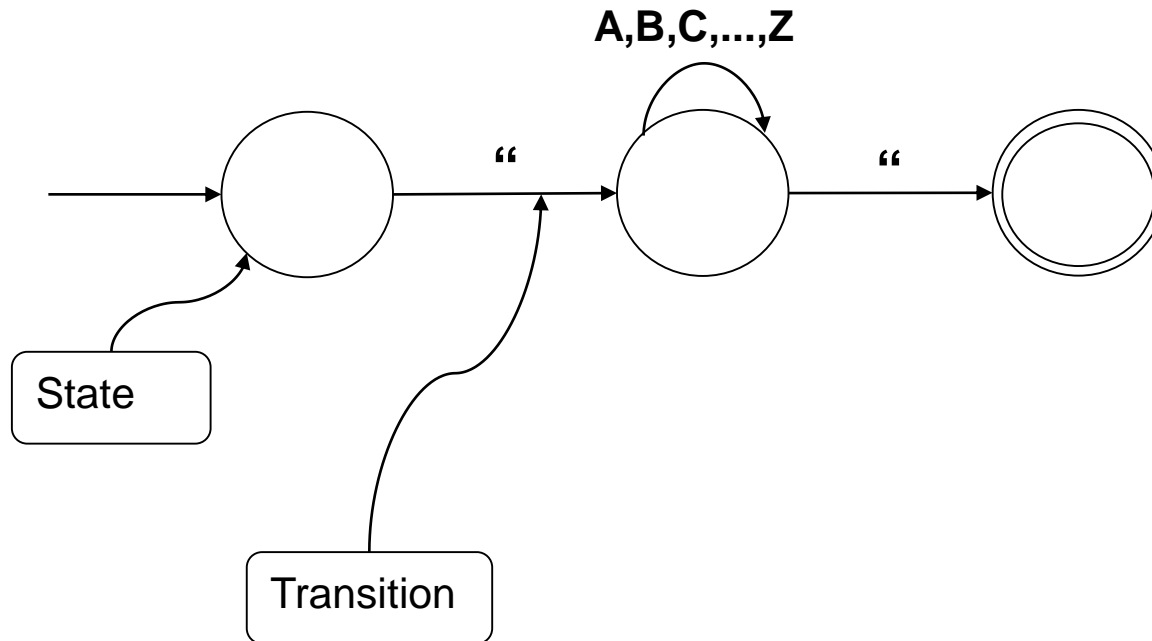 A,B,C,...,Z
“ “
State
Transition